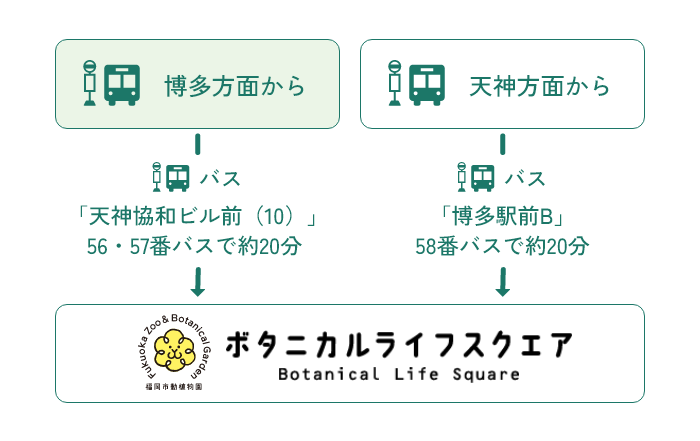 博多方面から
天神方面から
バス
「天神協和ビル前（10）」
56・57番バスで約20分
バス
「博多駅前B」
58番バスで約20分
Fukuoka Zoo & Botanical Garden
福岡市動植物園
ボタニカルライフスクエア
Botanical Life Square